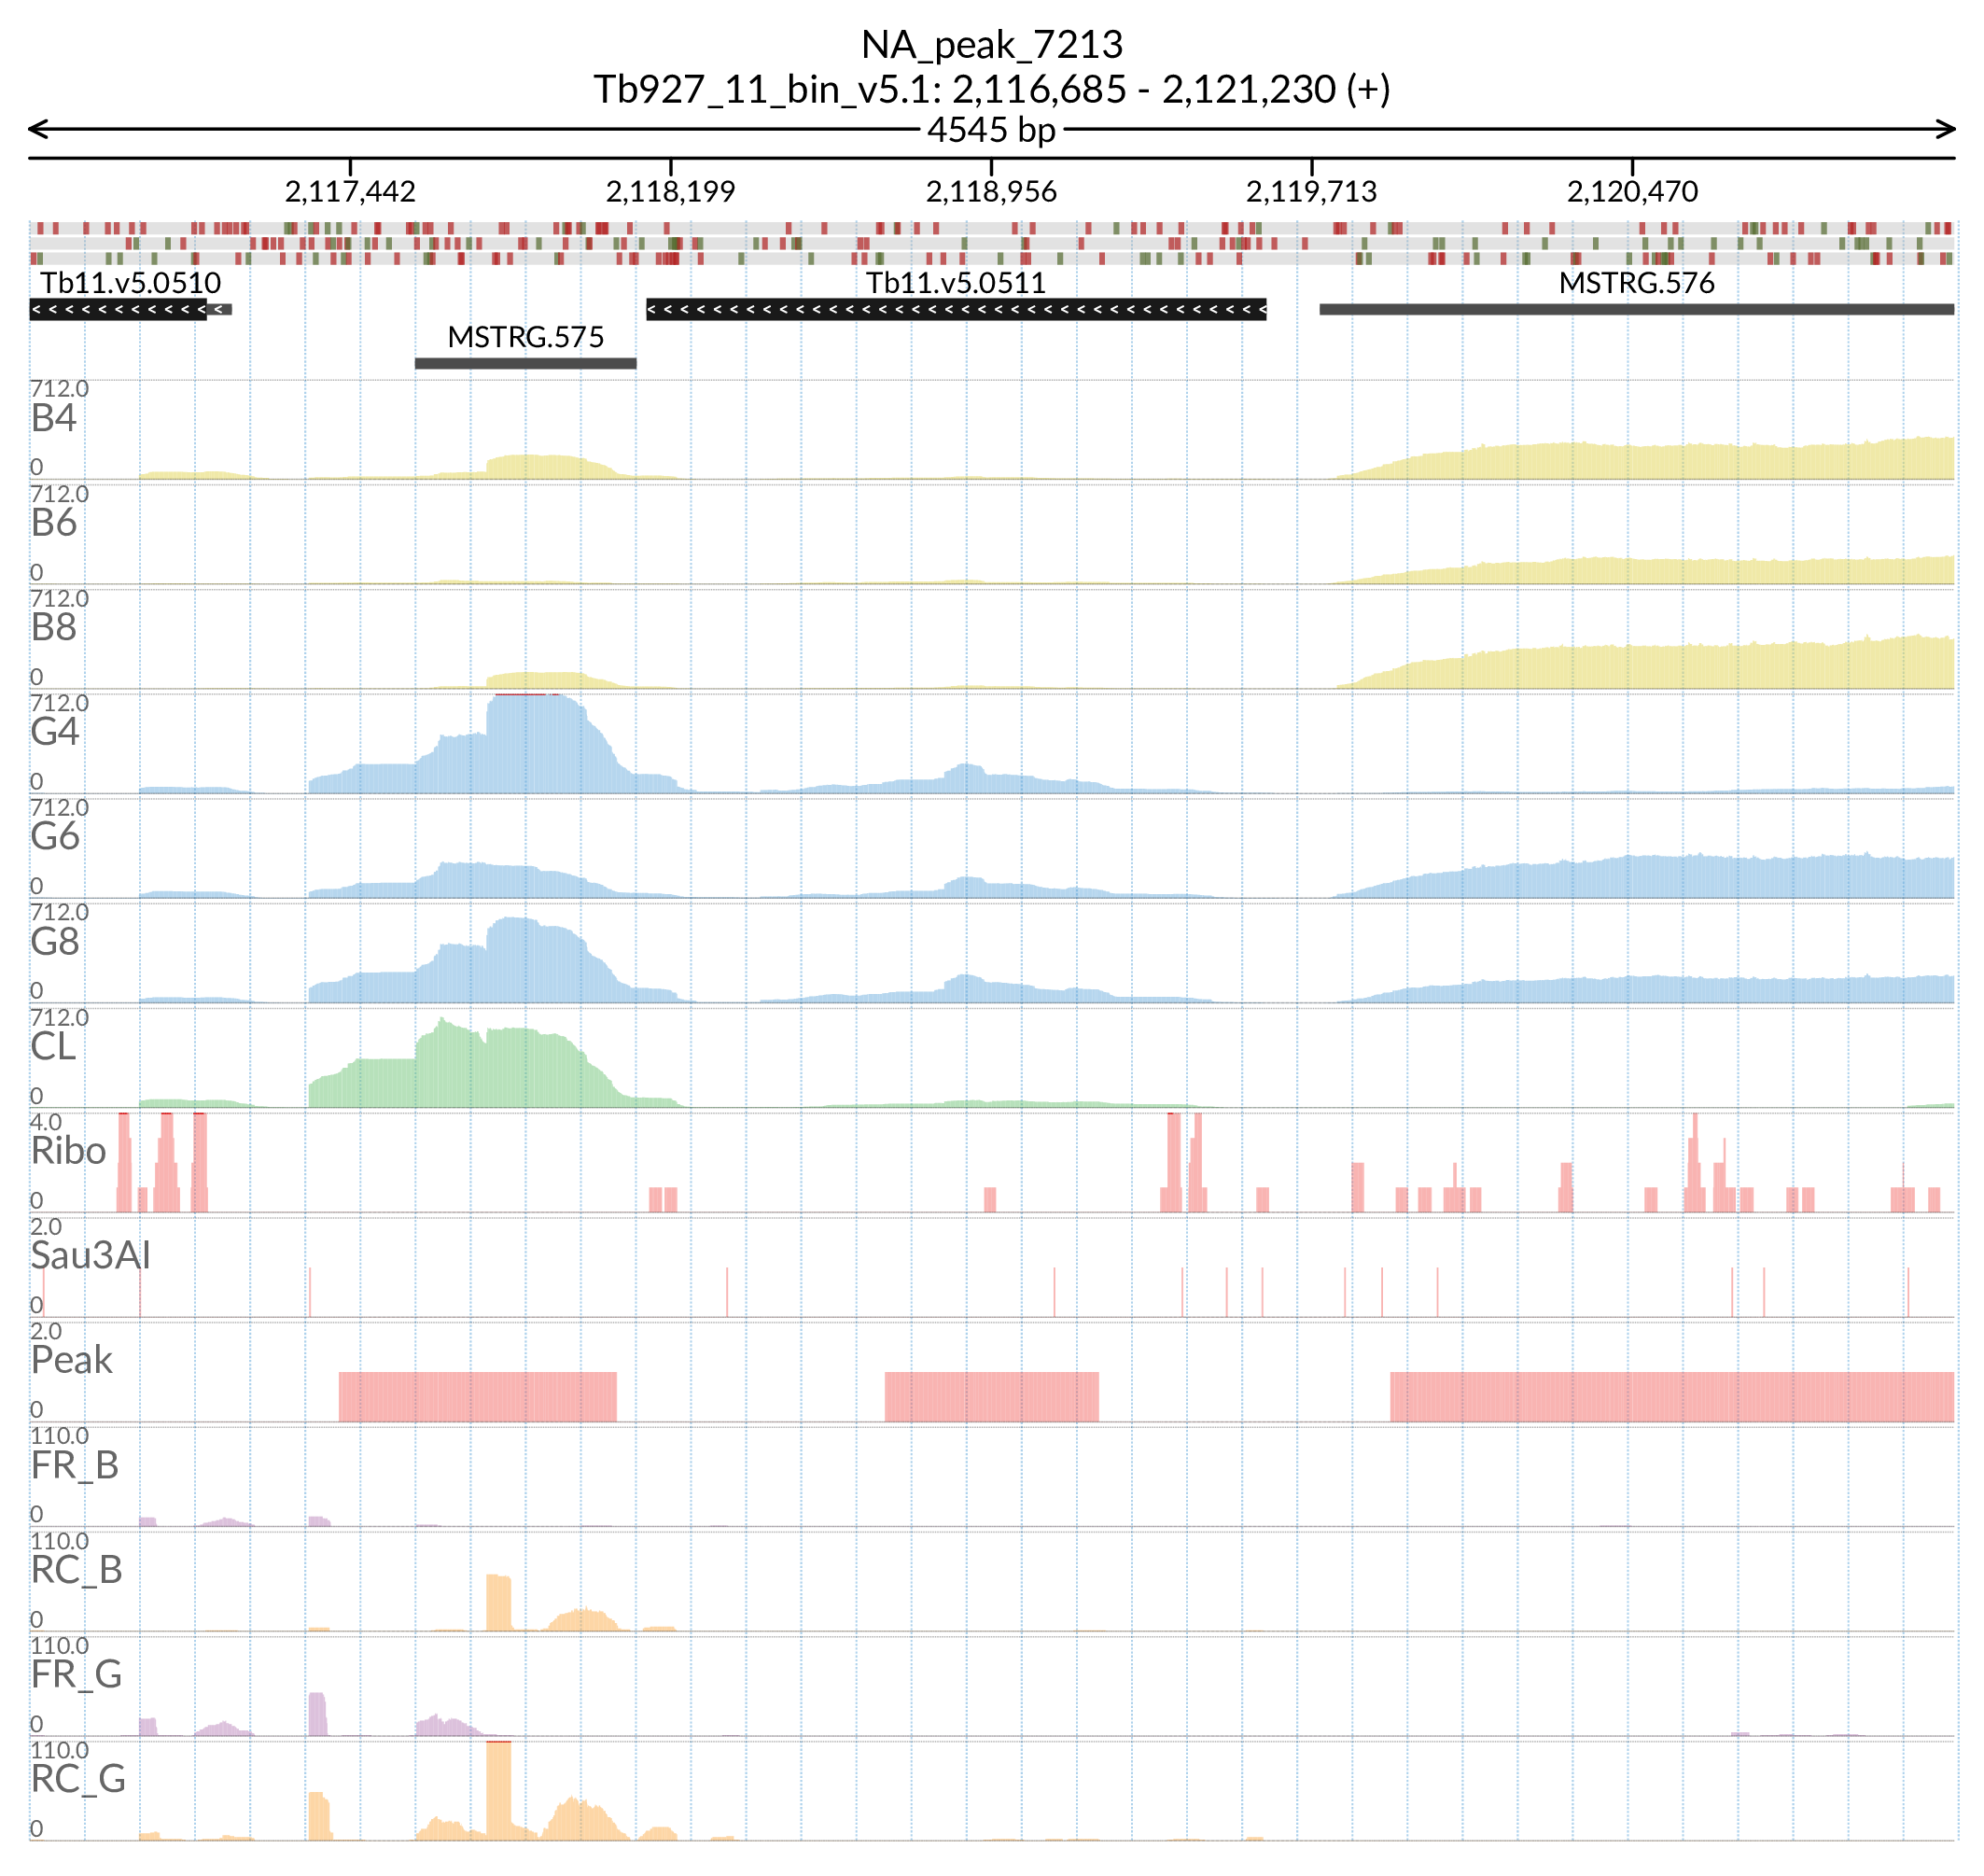 NA_peak_7213
Tb927_11_bin_v5.1: 2,116,685 - 2,121,230 (+)
4545 bp
2,117,442 2,118,199 2,118,956 2,119,713 2,120,470
Tb11.v5.0510 Tb11.v5.0511 MSTRG.576
MSTRG.575
712.0
B4
0
712.0
B6
0
712.0
B8
0
712.0
G4
0
712.0
G6
0
712.0
G8
0
712.0
CL
0
4.0
Ribo
0
2.0
Sau3AI
0
2.0
Peak
0
110.0
FR_B
0
110.0
RC_B
0
110.0
FR_G
0
110.0
RC_G
0